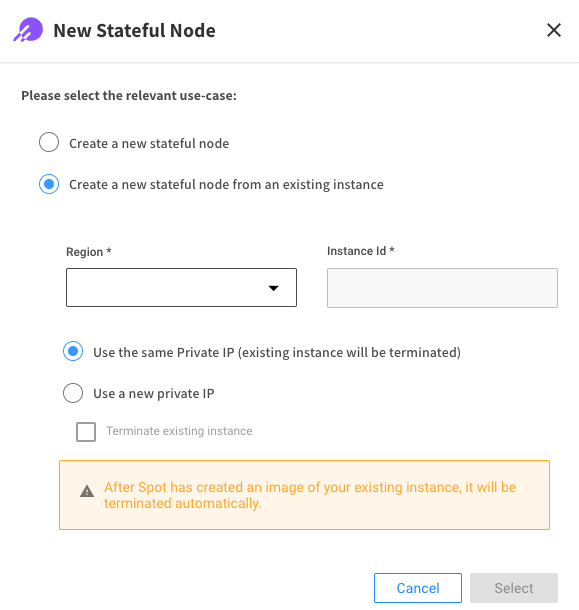 New Stateful Node
Please select the relevant use-case:
Create a new stateful node
Create a new stateful node from an existing instance
Region *
Instance Id *
Use the same Private IP (existing instance will be terminated)
Use a new private IP
Terminate existing instance
After Spot has created an image of your existing instance, it will be
terminated automatically.
Cancel
Select